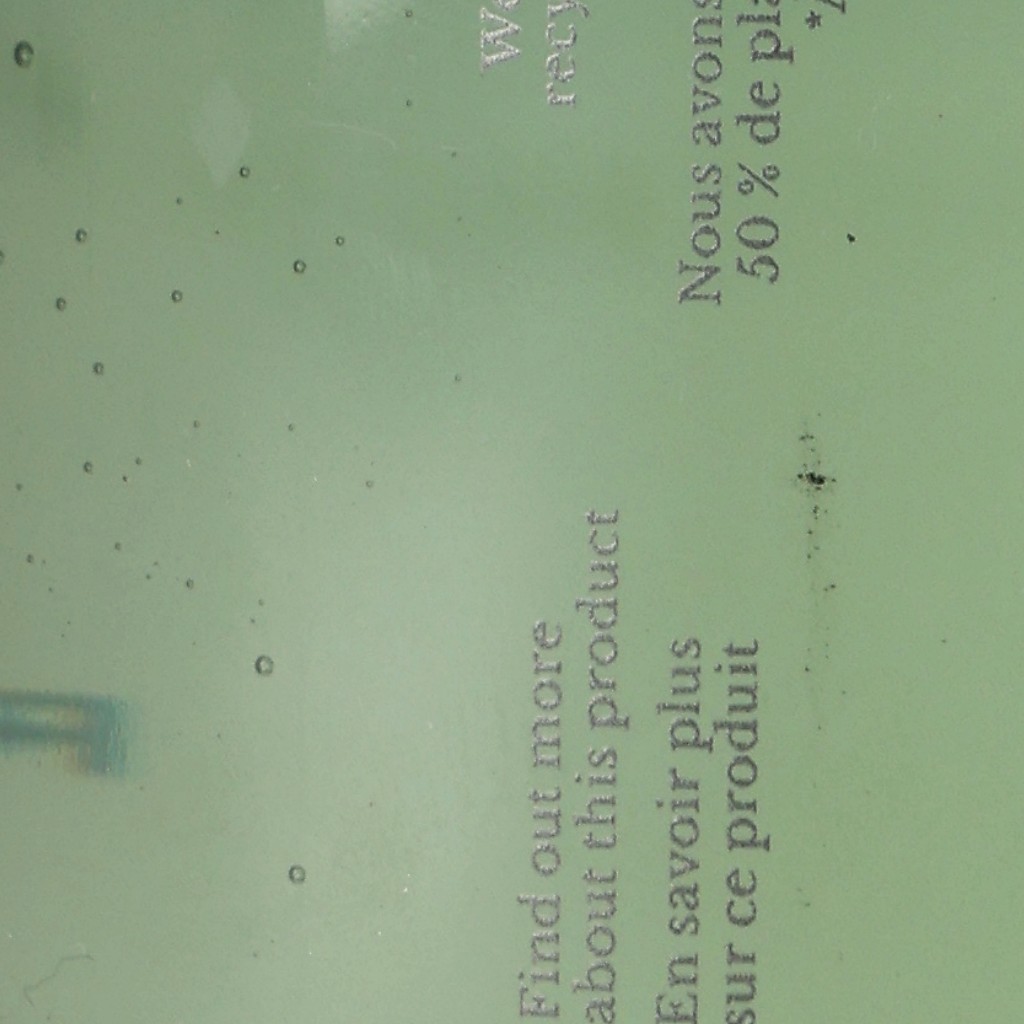 Nous avons
50 % de
Find out more
about this product
En savoir plus
sur ce produit